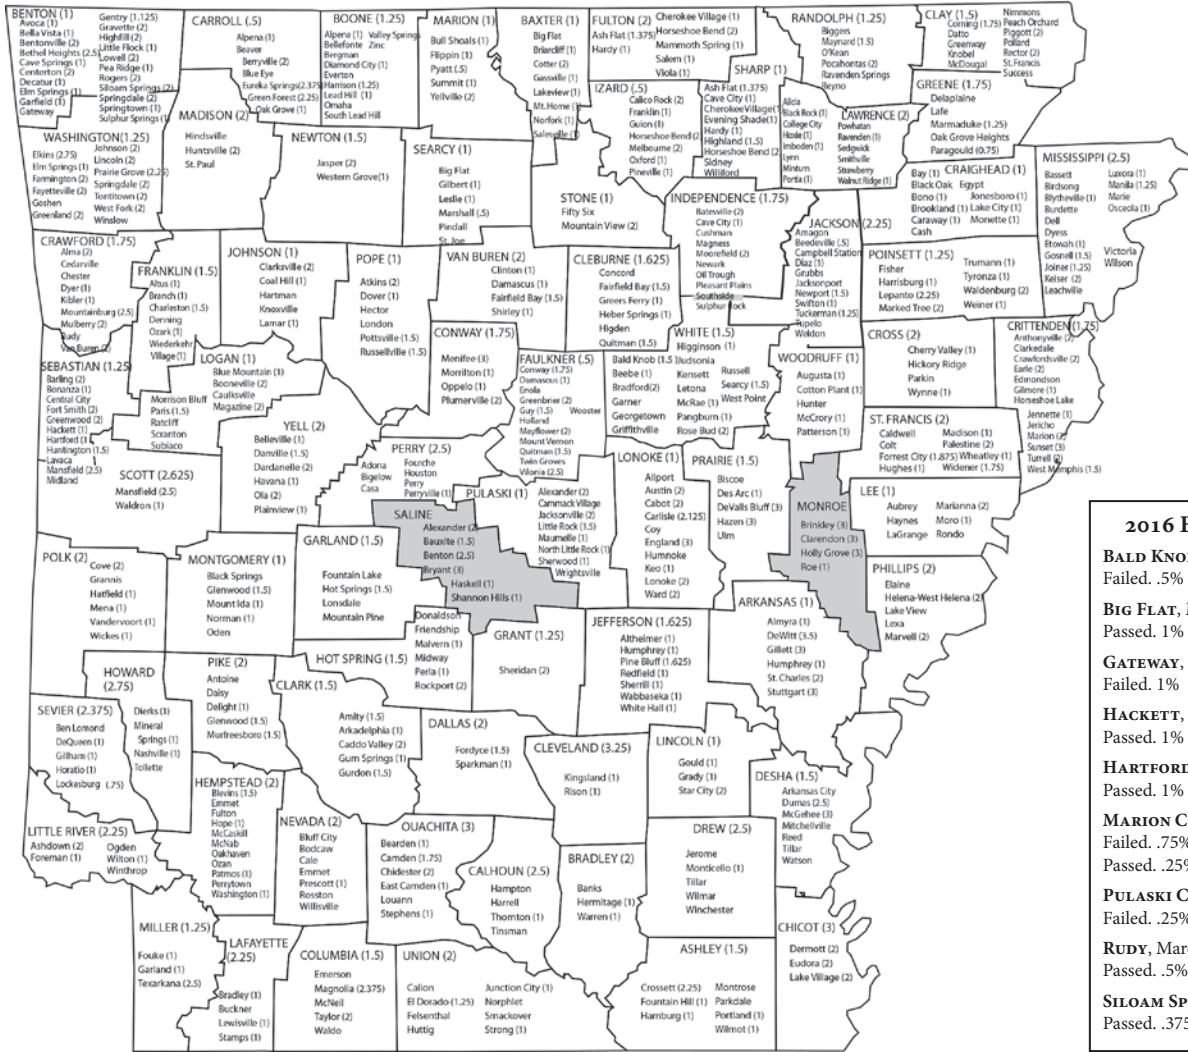 BENTON (1)
Avoca (1)
Bella Vista (1)
Bentonville (2)
Bethel Heights (2.5)
Cave Springs (1)
Centerton (2)
Decatur (1)
Elm Springs (1)
Garfield (1)
Gateway
Gentry (1.125)
Gravette (2)
Highfill (2)
Little Flock (1)
Lowell (2)
Pea Ridge (1)
Rogers (2)
Siloam Springs (2)
Springdale (2)
Springtown (1)
Sulphur Springs (1)
CARROLL (.5)
Alpena (1)
Beaver
Berryville (2)
Blue Eye
Eureka Springs(2.375)
Green Forest (2.25)
Oak Grove (1)
BOONE (1.25)
Alpena (1) Valley Springs
Bellefonte Zinc
Bergman
Diamond City (1)
Everton
Harrison (1.25)
Lead Hill (1)
Omaha
South Lead Hill
MARION (1)
Bull Shoals (1)
Flippin (1)
Pyatt (.5)
Summit (1)
Yellville (2)
BAXTER (1)
Big Flat
Briarcliff (1)
Cotter (2)
Gassville (1)
Lakeview (1)
Mt. Home (1)
Norfork (1)
Salesville (1)
FULTON (2)
Ash Flat (1.375)
Hardy (1)
Cherokee Village (1)
Horseshoe Bend (2)
Mammoth Spring (1)
Salem (1)
Viola (1)
IZARD (.5)
Calico Rock (2)
Franklin (1)
Guion (1)
Horseshoe Bend (2)
Melbourne (2)
Oxford (1)
Pineville (1)
SHARP (1)
Ash Flat (1.375)
Cave City (1)
CherokeeVillage(1)
Evening Shade(1)
Hardy (1)
Highland (1.5)
Horseshoe Bend (2)
Sidney
Williford
RANDOLPH (1.25)
Biggers
Maynard (1.5)
O'Kean
Pocahontas (2)
Ravenden Springs
Reyno
CLAY (1.5)
Corning (1.75)
Datto
Greenway
Knobel
McDougal
Nimmons
Peach Orchard
Piggott (2)
Pollard
Rector (2)
St. Francis
Success
GREENE (1.75)
Delaplaine
Lafe
Marmaduke (1.25)
Oak Grove Heights
Paragould (0.75)
LAWRENCE (2)
Alicia
Black Rock (1)
College City
Hoxie (1)
Imboden (1)
Lynn
Minturn
Portia (1)
Powhatan
Ravenden (1)
Sedgwick
Smithville
Strawberry
Walnut Ridge (1)
WASHINGTON(1.25)
Elkins (2.75)
Elm Springs (1)
Farmington (2)
Fayetteville (2)
Goshen
Greenland (2)
Johnson (2)
Lincoln (2)
Prairie Grove (2.25)
Springdale (2)
Tontitown (2)
West Fork (2)
Winslow
MADISON (2)
Hindsville
Huntsville (2)
St. Paul
NEWTON (1.5)
Jasper (2)
Western Grove(1)
SEARCY (1)
Big Flat
Gilbert (1)
Leslie (1)
Marshall (.5)
Pindall
St. Joe
STONE (1)
Fifty Six
Mountain View (2)
INDEPENDENCE (1.75)
Batesville (2)
Cave City (1)
Cushman
Magness
Moorefield (2)
Newark
Oil Trough
Pleasant Plains
Southside
Sulphur Rock
JACKSON (2.25)
Amagon
Beedeville (.5)
Campbell Station
Diaz (1)
Grubbs
Jacksonport
Newport (1.5)
Swifton (1)
Tuckerman (1.25)
Tupelo
Weldon
CRAIGHEAD (1)
Bay (1)
Black Oak Egypt
Bono (1) Jonesboro (1)
Brookland (1) Lake City (1)
Caraway (1) Monette (1)
Cash
MISSISSIPPI (2.5)
Bassett
Birdsong
Blytheville (1)
Burdette
Dell
Dyess
Etowah (1)
Gosnell (1.5)
Joiner (1.25)
Keiser (2)
Leachville
Luxora (1)
Manila (1.25)
Marie
Osceola (1)
Victoria
Wilson
POINSETT (1.25)
Fisher
Harrisburg (1)
Lepanto (2.25)
Marked Tree (2)
Trumann (1)
Tyronza (1)
Waldenburg (2)
Weiner (1)
CRAWFORD (1.75)
Alma (2)
Cedarville
Chester
Dyer (1)
Kibler (1)
Mountainburg (2.5)
Mulberry (2)
Rudy
Van Buren (2)
FRANKLIN (1.5)
Altus (1)
Branch (1)
Charleston (1.5)
Denning
Ozark (1)
Wiederkehr
Village (1)
JOHNSON (1)
Clarksville (2)
Coal Hill (1)
Hartman
Knoxville
Lamar (1)
POPE (1)
Atkins (2)
Dover (1)
Hector
London
Pottsville (1.5)
Russellville (1.5)
VAN BUREN (2)
Clinton (1)
Damascus (1)
Fairfield Bay (1.5)
Shirley (1)
CLEBURNE (1.625)
Concord
Fairfield Bay (1.5)
Greers Ferry (1)
Heber Springs (1)
Higden
Quitman (1.5)
CONWAY (1.75)
Menifee (3)
Morrilton (1)
Oppelo (1)
Plumerville (2)
FAULKNER (.5)
Conway (1.75)
Damascus (1)
Enola
Greenbrier (2)
Guy (1.5) Wooster
Holland
Mayflower (2)
Mount Vernon
Quitman (1.5)
Twin Groves
Vilonia (2.5)
WHITE (1.5)
Bald Knob (1.5)
Beebe (1)
Bradford(2)
Garner
Georgetown
Griffithville
Higginson (1)
Judsonia
Kensett
Letona
McRae (1)
Pangburn (1)
Rose Bud (2)
Russell
Searcy (1.5)
West Point
WOODRUFF (1)
Augusta (1)
Cotton Plant (1)
Hunter
McCrory (1)
Patterson (1)
CROSS (2)
Cherry Valley (1)
Hickory Ridge
Parkin
Wynne (1)
CRITTENDEN(1.75)
Anthonyville (2)
Clarkedale
Crawfordsville (2)
Earle (2)
Edmondson
Gilmore (1)
Horseshoe Lake
Jennette (1)
Jericho
Marion (2)
Sunset (3)
Turrell (2)
West Memphis (1.5)
ST. FRANCIS (2)
Caldwell
Colt
Forrest City (1.875)
Hughes (1)
Madison (1)
Palestine (2)
Wheatley (1)
Widener (1.75)
SEBASTIAN (1.25)
Barling (2)
Bonanza (1)
Central City
Fort Smith (2)
Greenwood (2)
Hackett (1)
Hartford (1)
Huntington (1.5)
Lavaca
Mansfield (2.5)
Midland
LOGAN (1)
Blue Mountain (1)
Booneville (2)
Caulksville
Magazine (2)
Morrison Bluff
Paris (1.5)
Ratcliff
Scranton
Subiaco
YELL (2)
Belleville (1)
Danville (1.5)
Dardanelle (2)
Havana (1)
Ola (2)
Plainview (1)
SCOTT (2.625)
Mansfield (2.5)
Waldron (1)
PERRY (2.5)
Adona
Bigelow
Casa
Fourche
Houston
Perry
Perryville (1)
PULASKI (1)
Alexander (2)
Cammack Village
Jacksonville (2)
Little Rock (1.5)
Maumelle (1)
North Little Rock (1)
Sherwood (1)
Wrightsville
LONOKE (1)
Allport
Austin (2)
Cabot (2)
Carlisle (2.125)
Coy
England (3)
Humnoke
Keo (1)
Lonoke (2)
Ward (2)
PRAIRIE (1.5)
Biscoe
Des Arc (1)
DeValls Bluff (3)
Hazen (3)
Ulm
MONROE
Brinkley (3)
Clarendon (3)
Holly Grove (3)
Roe (1)
LEE (1)
Aubrey
Haynes
LaGrange
Marianna (2)
Moro (1)
Rondo
PHILLIPS (2)
Elaine
Helena-West Helena (2)
Lake View
Lexa
Marvell (2)
SALINE
Alexander (2)
Bauxite (1.5)
Benton (2.5)
Bryant (3)
Haskell (1)
Shannon Hills (1)
GARLAND (1.5)
Fountain Lake
Hot Springs (1.5)
Lonsdale
Mountain Pine
POLK (2)
Cove (2)
Grannis
Hatfield (1)
Mena (1)
Vandervoort (1)
Wickes (1)
MONTGOMERY (1)
Black Springs
Glenwood (1.5)
Mount Ida (1)
Norman (1)
Oden
HOT SPRING (1.5)
Donaldson
Friendship
Malvern (1)
Midway
Perla (1)
Rockport (2)
GRANT (1.25)
Sheridan (2)
JEFFERSON (1.625)
Altheimer (1)
Humphrey (1)
Pine Bluff (1.625)
Redfield (1)
Sherrill (1)
Wabbaseka (1)
White Hall (1)
ARKANSAS (1)
Almyra (1)
DeWitt (3.5)
Gillett (3)
Humphrey (1)
St. Charles (2)
Stuttgart (3)
HOWARD
(2.75)
Dierks (1)
Mineral
Springs (1)
Nashville (1)
Tollette
SEVIER (2.375)
Ben Lomond
DeQueen (1)
Gillham (1)
Horatio (1)
Lockesburg (.75)
PIKE (2)
Antoine
Daisy
Delight (1)
Glenwood (1.5)
Murfreesboro (1.5)
CLARK (1.5)
Amity (1.5)
Arkadelphia (1)
Caddo Valley (2)
Gum Springs (1)
Gurdon (1.5)
DALLAS (2)
Fordyce (1.5)
Sparkman (1)
CLEVELAND (3.25)
Kingsland (1)
Rison (1)
LINCOLN (1)
Gould (1)
Grady (1)
Star City (2)
DESHA (1.5)
Arkansas City
Dumas (2.5)
McGehee (3)
Mitchellville
Reed
Tillar
Watson
LITTLE RIVER (2.25)
Ashdown (2)
Foreman (1)
Ogden
Wilton (1)
Winthrop
HEMPSTEAD (2)
Blevins (1.5)
Emmet
Fulton
Hope (1)
McCaskill
McNab
Oakhaven
Ozan
Patmos (1)
Perrytown
Washington (1)
NEVADA (2)
Bluff City
Bodcaw
Cale
Emmet
Prescott (1)
Rosston
Willisville
OUACHITA (3)
Bearden (1)
Camden (1.75)
Chidester (2)
East Camden (1)
Louann
Stephens (1)
CALHOUN (2.5)
Hampton
Harrell
Thornton (1)
Tinsman
BRADLEY (2)
Banks
Hermitage (1)
Warren (1)
DREW (2.5)
Jerome
Monticello (1)
Tillar
Wilmar
Winchester
MILLER (1.25)
Fouke (1)
Garland (1)
Texarkana (2.5)
LAFAYETTE
(2.25)
Bradley (1)
Buckner
Lewisville (1)
Stamps (1)
COLUMBIA (1.5)
Emerson
Magnolia (2.375)
McNeil
Taylor (2)
Waldo
UNION (2)
Calion
El Dorado (1.25)
Felsenthal
Huttig
Junction City (1)
Norphlet
Smackover
Strong (1)
ASHLEY (1.5)
Crossett (2.25)
Fountain Hill (1)
Hamburg (1)
Montrose
Parkdale
Portland (1)
Wilmot (1)
CHICOT (3)
Dermott (2)
Eudora (2)
Lake Village (2)
2016
BALD KNO
Failed. .5%
BIG FLAT,
Passed. 1%
GATEWAY,
Failed. 1%
HACKETT,
Passed. 1%
HARTFORD
Passed. 1%
MARION C
Failed. .75%
Passed. .25%
PULASKI C
Failed. .25%
RUDY, Mar
Passed. .5%
SILOAM SP
Passed. .375